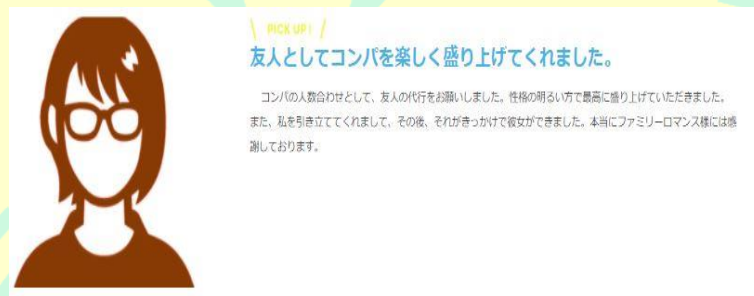 \ PICK UP! /
友人としてコンパを楽しく盛り上げてくれました。
コンパの人数合わせとして、友人の代行をお願いしました。性格の明るい方で最高に盛り上げていただきました。
また、私を引き立ててくれまして、その後、それがきっかけで彼女ができました。本当にファミリーロマンス様には感
謝しております。